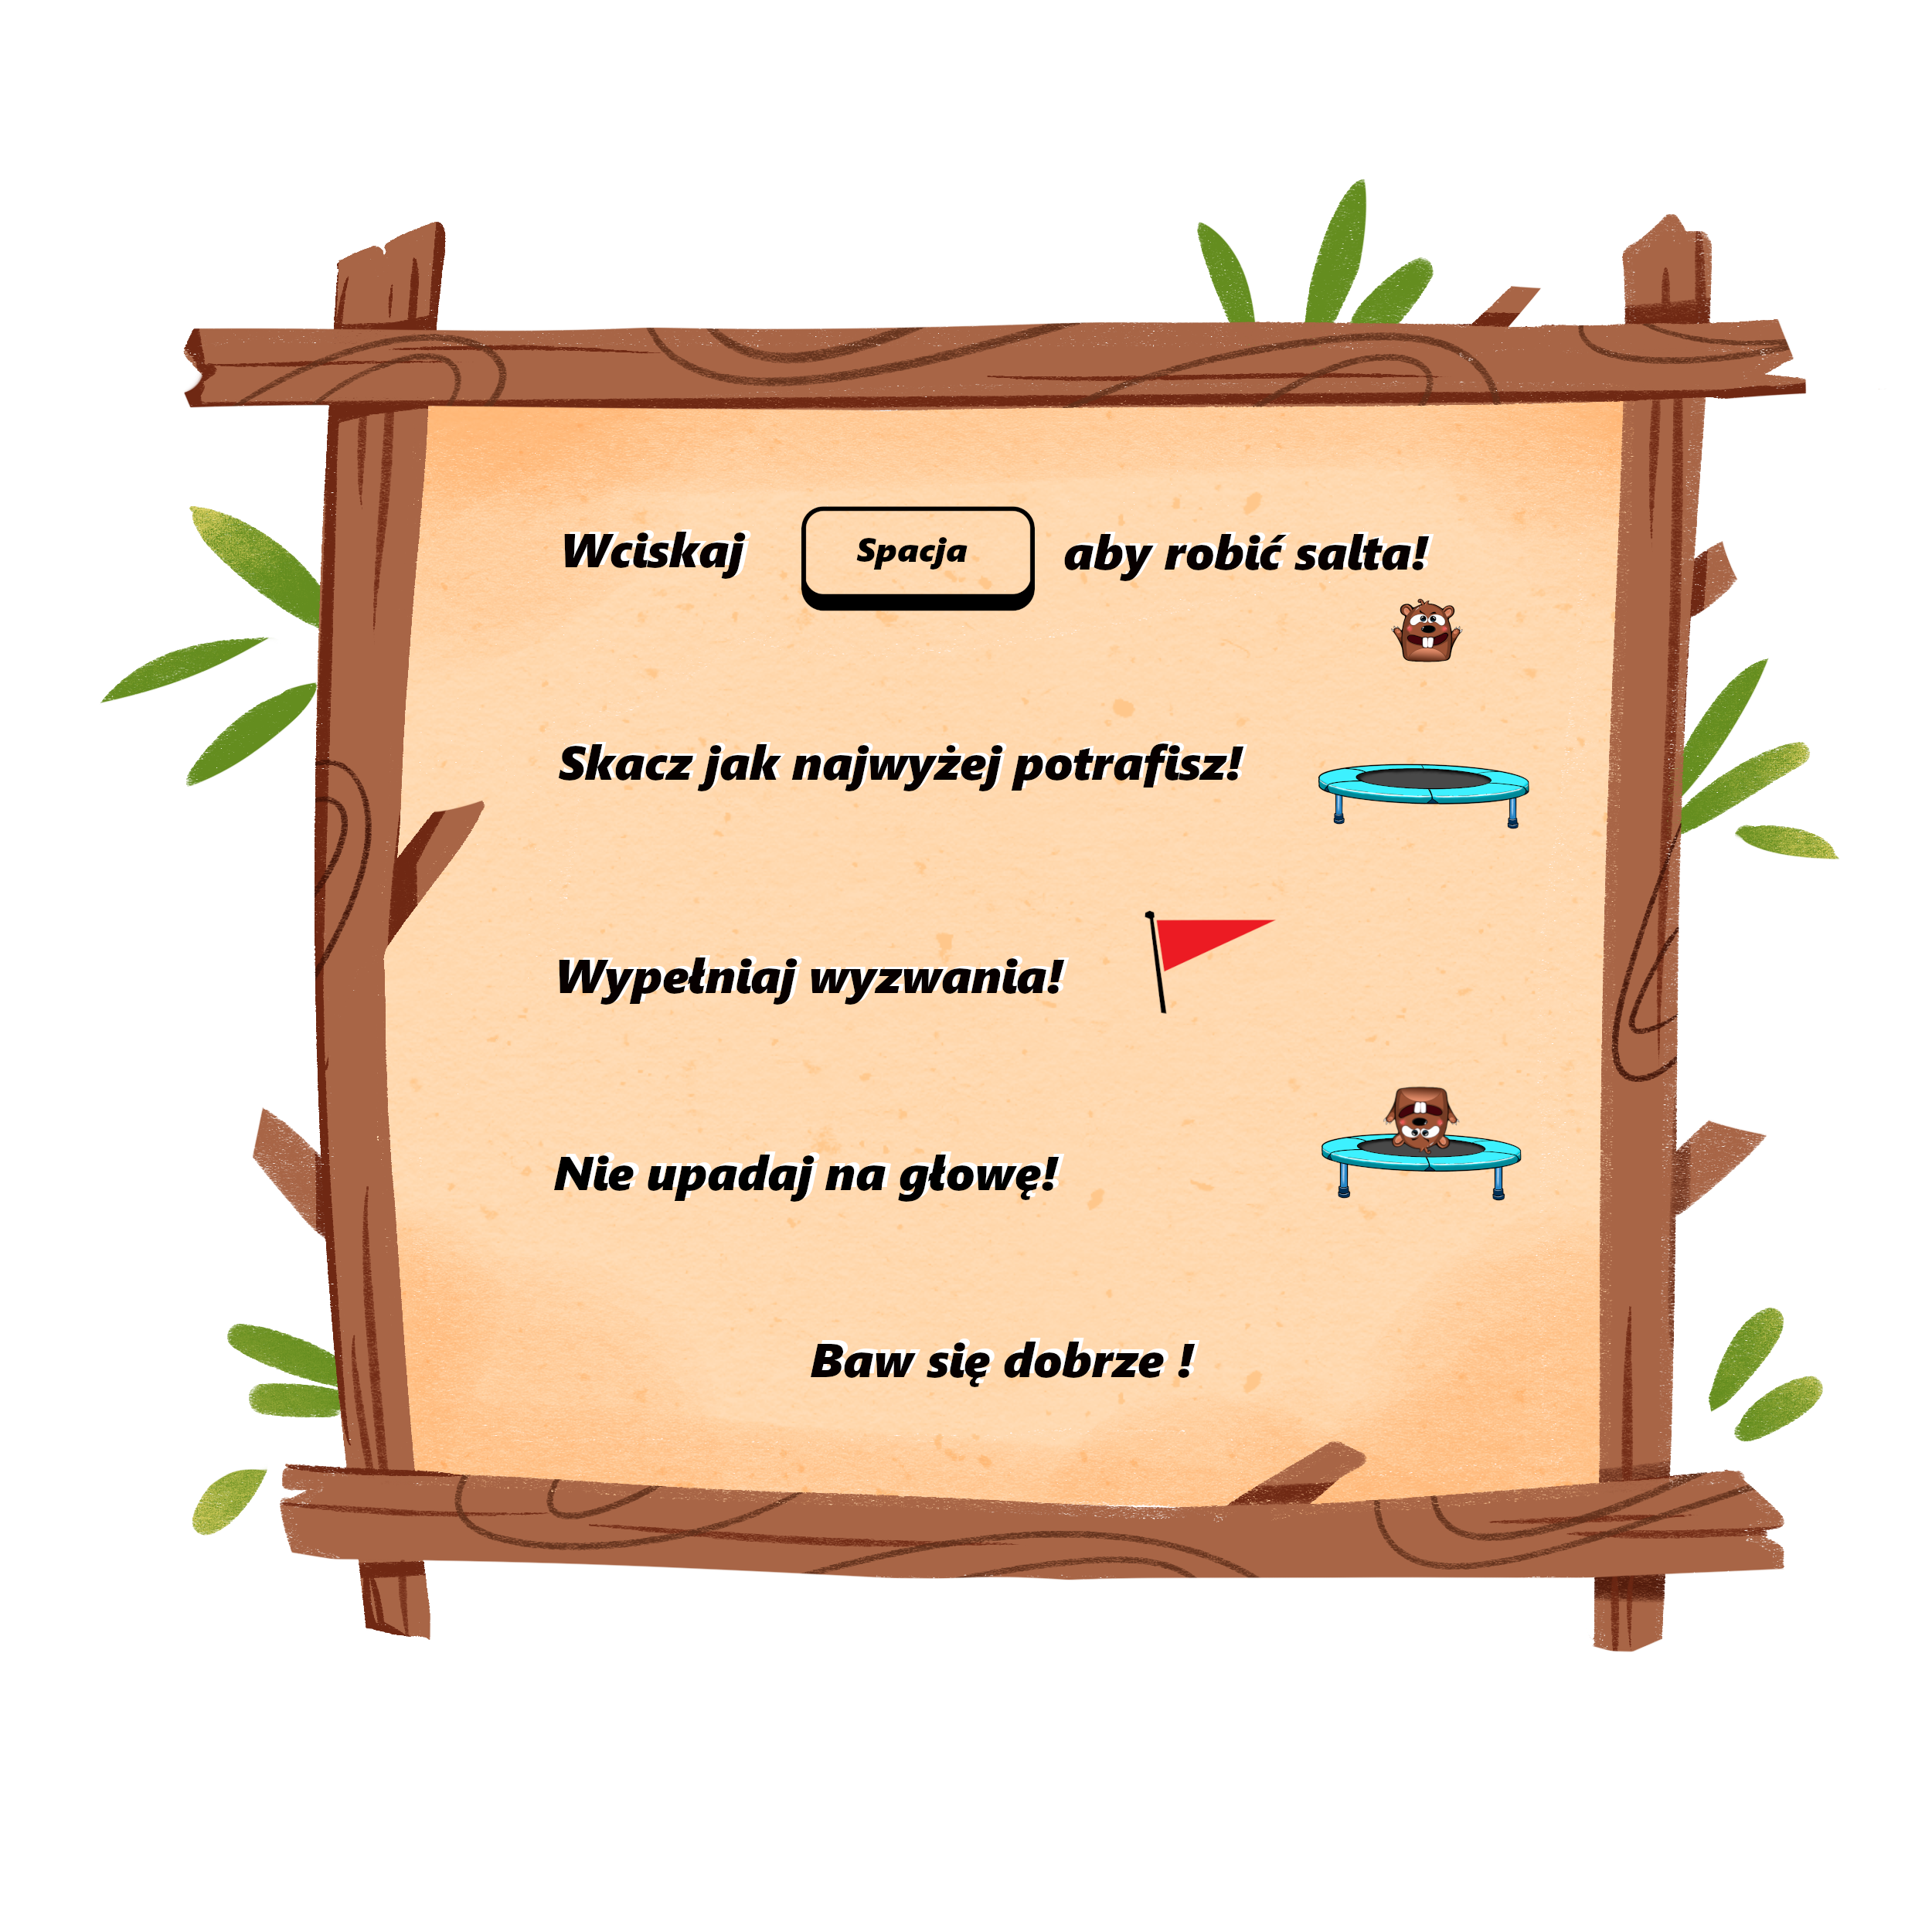 Wciskaj Spacja aby robić salta!
Skacz jak najwyżej potrafisz!
Wypełniaj wyzwania!
Nie upadaj na głowę!
Baw się dobrze !